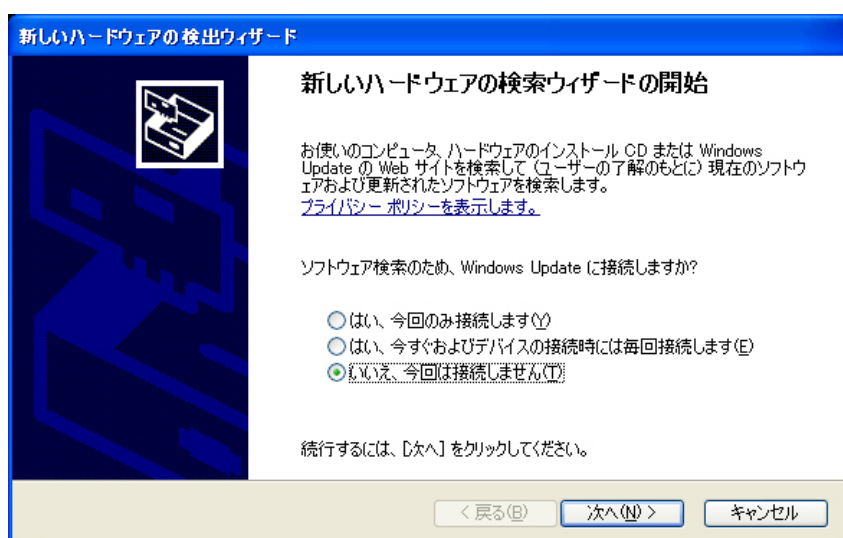 新しいハードウェアの検出ウィザード
新しいハードウェアの検索ウィザードの開始
お使いのコンピュータ、ハードウェアのインストール CD または Windows
Update の Web サイトを検索して (ユーザーの了解のもとに) 現在のソフトウ
ェアおよび更新されたソフトウェアを検索します。
プライバシー ポリシーを表示します。
ソフトウェア検索のため、Windows Update に接続しますか?
はい、今回のみ接続します(Y)
はい、今すぐおよびデバイスの接続時には毎回接続します(E)
いいえ、今回は接続しません(T)
続行するには、[次へ] をクリックしてください。
< 戻る(B) 次へ(N) > キャンセル